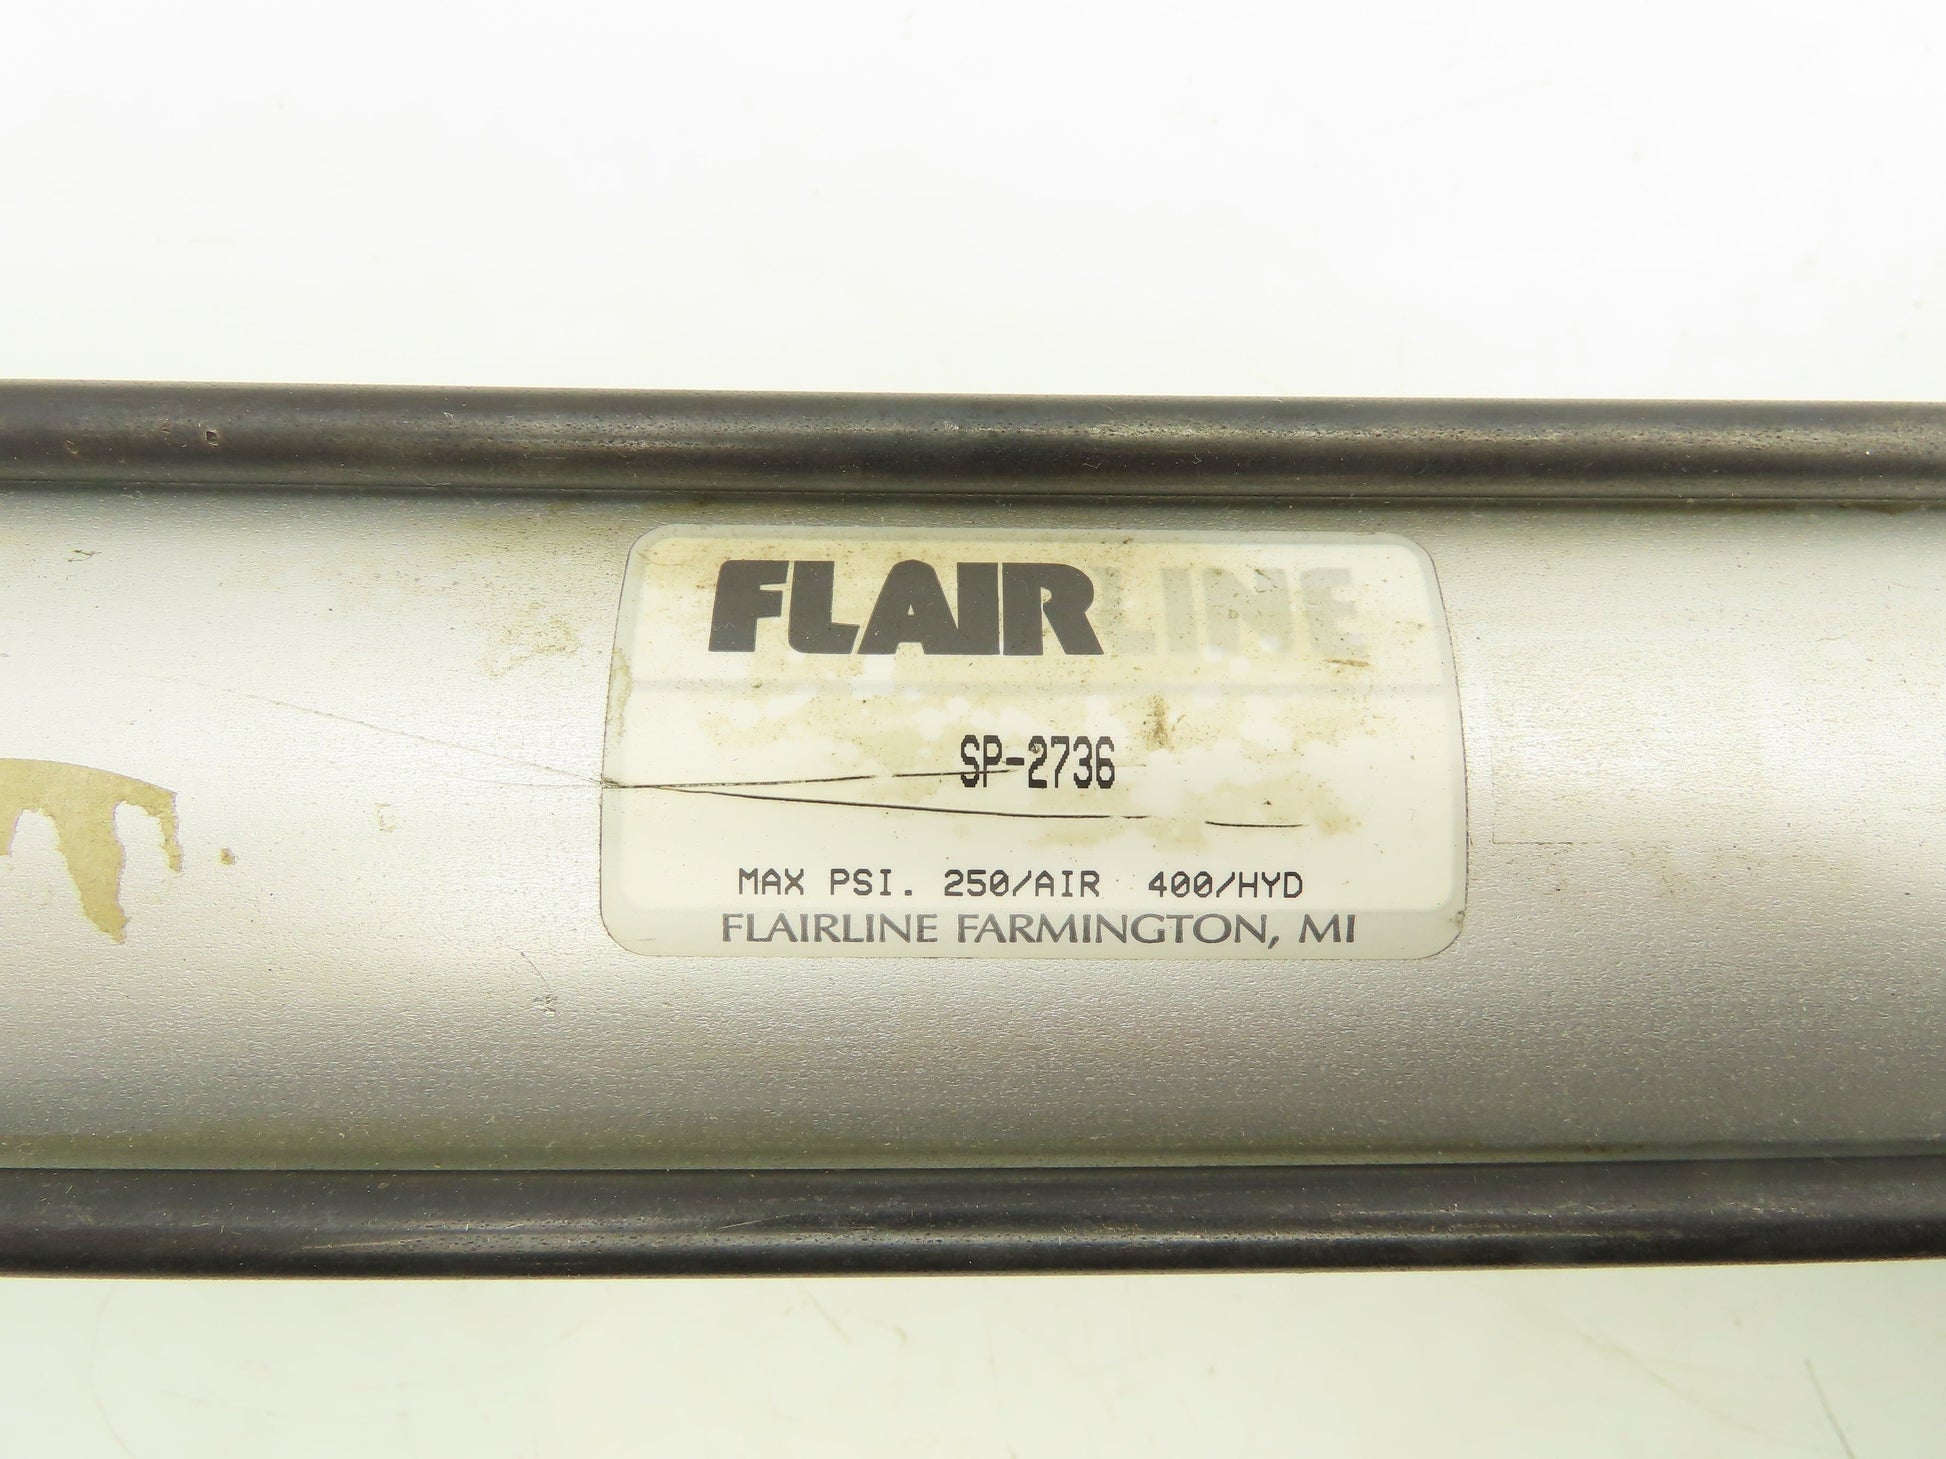 FLAIRLINE
SP-2736
MAX PSI. 250/AIR 400/HYD
FLAIRLINE FARMINGTON, MI